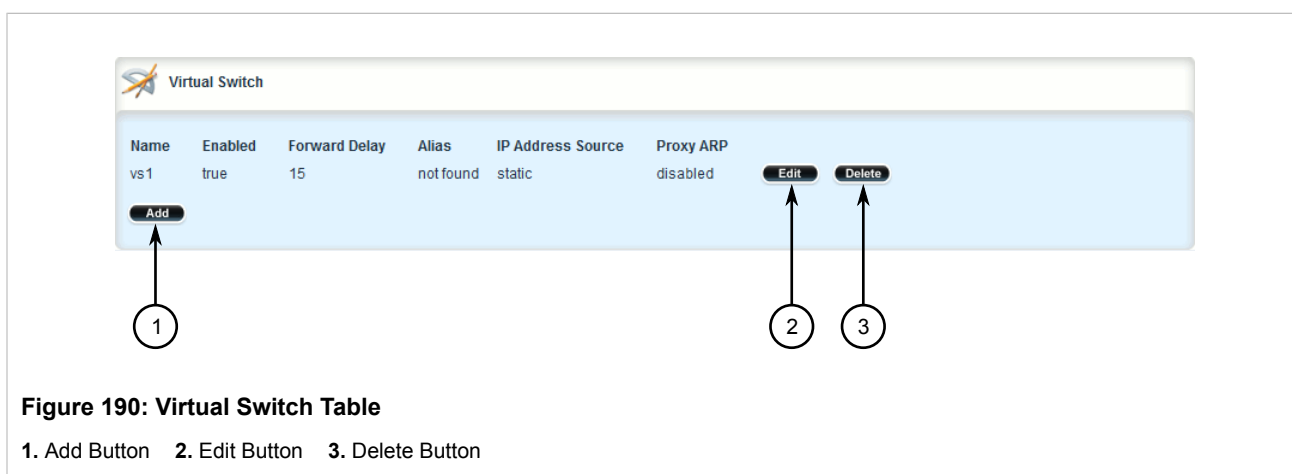 Virtual Switch
Name Enabled Forward Delay Alias IP Address Source Proxy ARP
vs1 true 15 not found static disabled Edit Delete
Add
1 2 3
Figure 190: Virtual Switch Table
1. Add Button 2. Edit Button 3. Delete Button